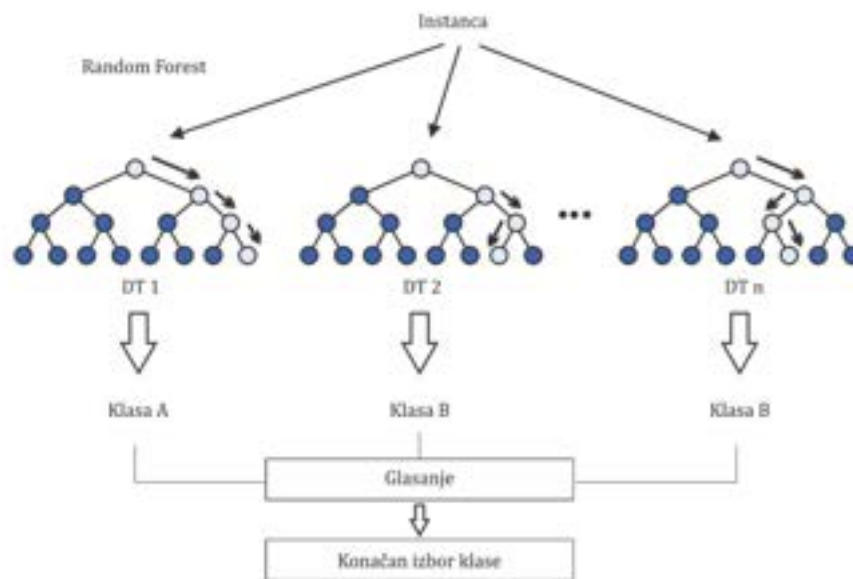 Instanca
Random Forest
DT 1
DT 2
DT n
Klasa A
Klasa B
Klasa B
Glasanje
Konačan izbor klase